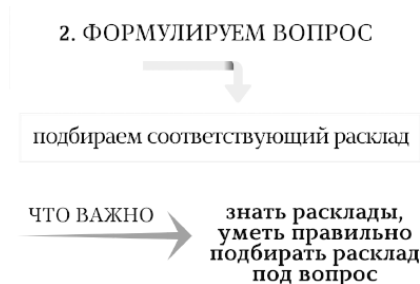 2. ФОРМУЛИРУЕМ ВОПРОС
подбираем соответствующий расклад
ЧТО ВАЖНО
знать расклады,
уметь правильно
подбирать расклад
под вопрос